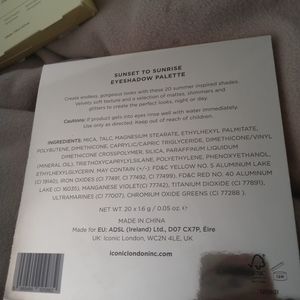 SUNSET TO SUNRISE
EYESHADOW PALETTE
Create endless, gorgeous looks with these 20 summer inspired shades.
Velvety soft texture and a selection of mattes, shimmers and
glitters to create the perfect looks, night or day.
Caution: If product gets into eyes rinse well with water immediately.
Use only as directed. Keep out of reach of children.
INGREDIENTS: MICA, TALC, MAGNESIUM STEARATE, ETHYLHEXYL PALMITATE,
POLYBUTENE, DIMETHICONE, CAPRYLIC/CAPRIC TRIGLYCERIDE, DIMETHICONE/VINYL
DIMETHICONE CROSSPOLYMER, SILICA, PARAFFINUM LIQUIDUM
(MINERAL OIL), TRIMETHYLOLHEXYLLACTATE, POLYETHYLENE, PHENOXYETHANOL,
ETHYLHEXYLGLYCERIN. MAY CONTAIN (+/-): FD&C YELLOW NO. 5 ALUMINUM LAKE
(CI 19140), IRON OXIDES (CI 77491, CI 77492, CI 77499), FD&C RED NO. 40 ALUMINUM
LAKE (CI 16035), MANGANESE VIOLET (CI 77742), TITANIUM DIOXIDE (CI 77891),
ULTRAMARINES (CI 77007), CHROMIUM OXIDE GREENS (CI 77288)
NET WT. 20 x 1.6 g / 0.05 oz.
MADE IN CHINA
Made for EU: ADSL (Ireland) Ltd., D07 CX7P, Éire
UK: Iconic London, WC2N 4LE, UK
iconiclondoninc.com